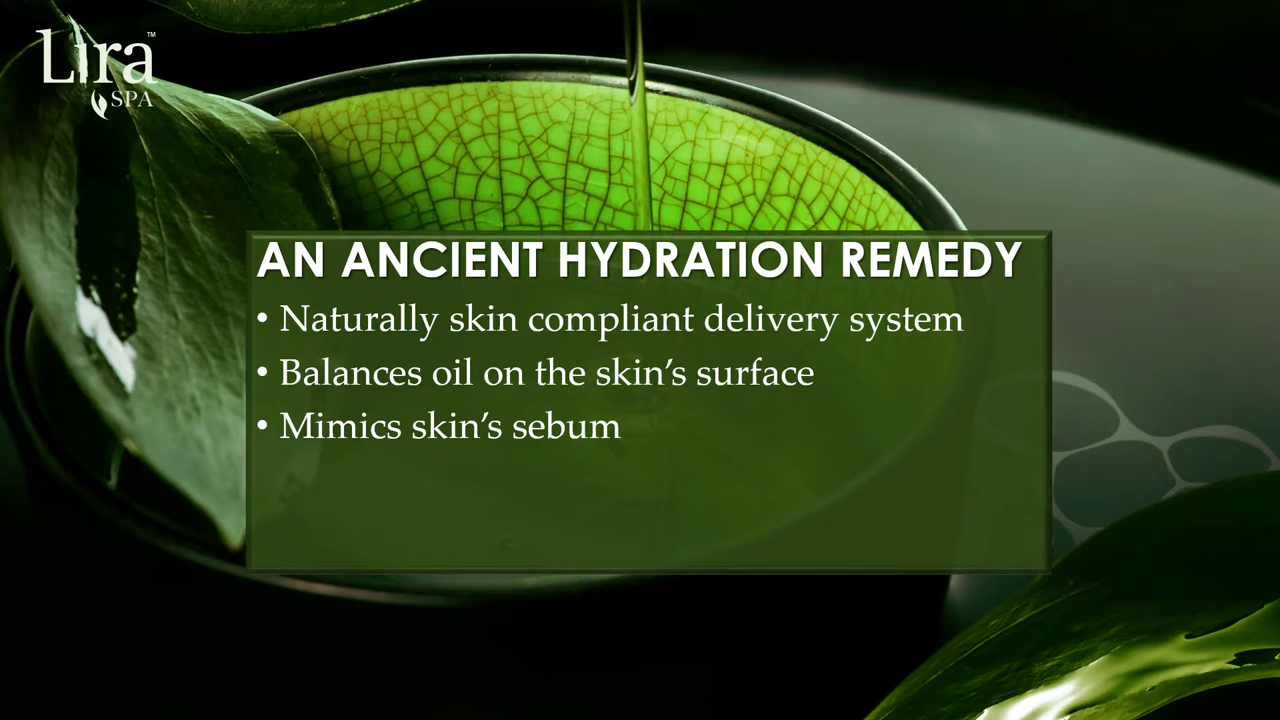 Lira™
SPA
AN ANCIENT HYDRATION REMEDY
• Naturally skin compliant delivery system
• Balances oil on the skin’s surface
• Mimics skin’s sebum